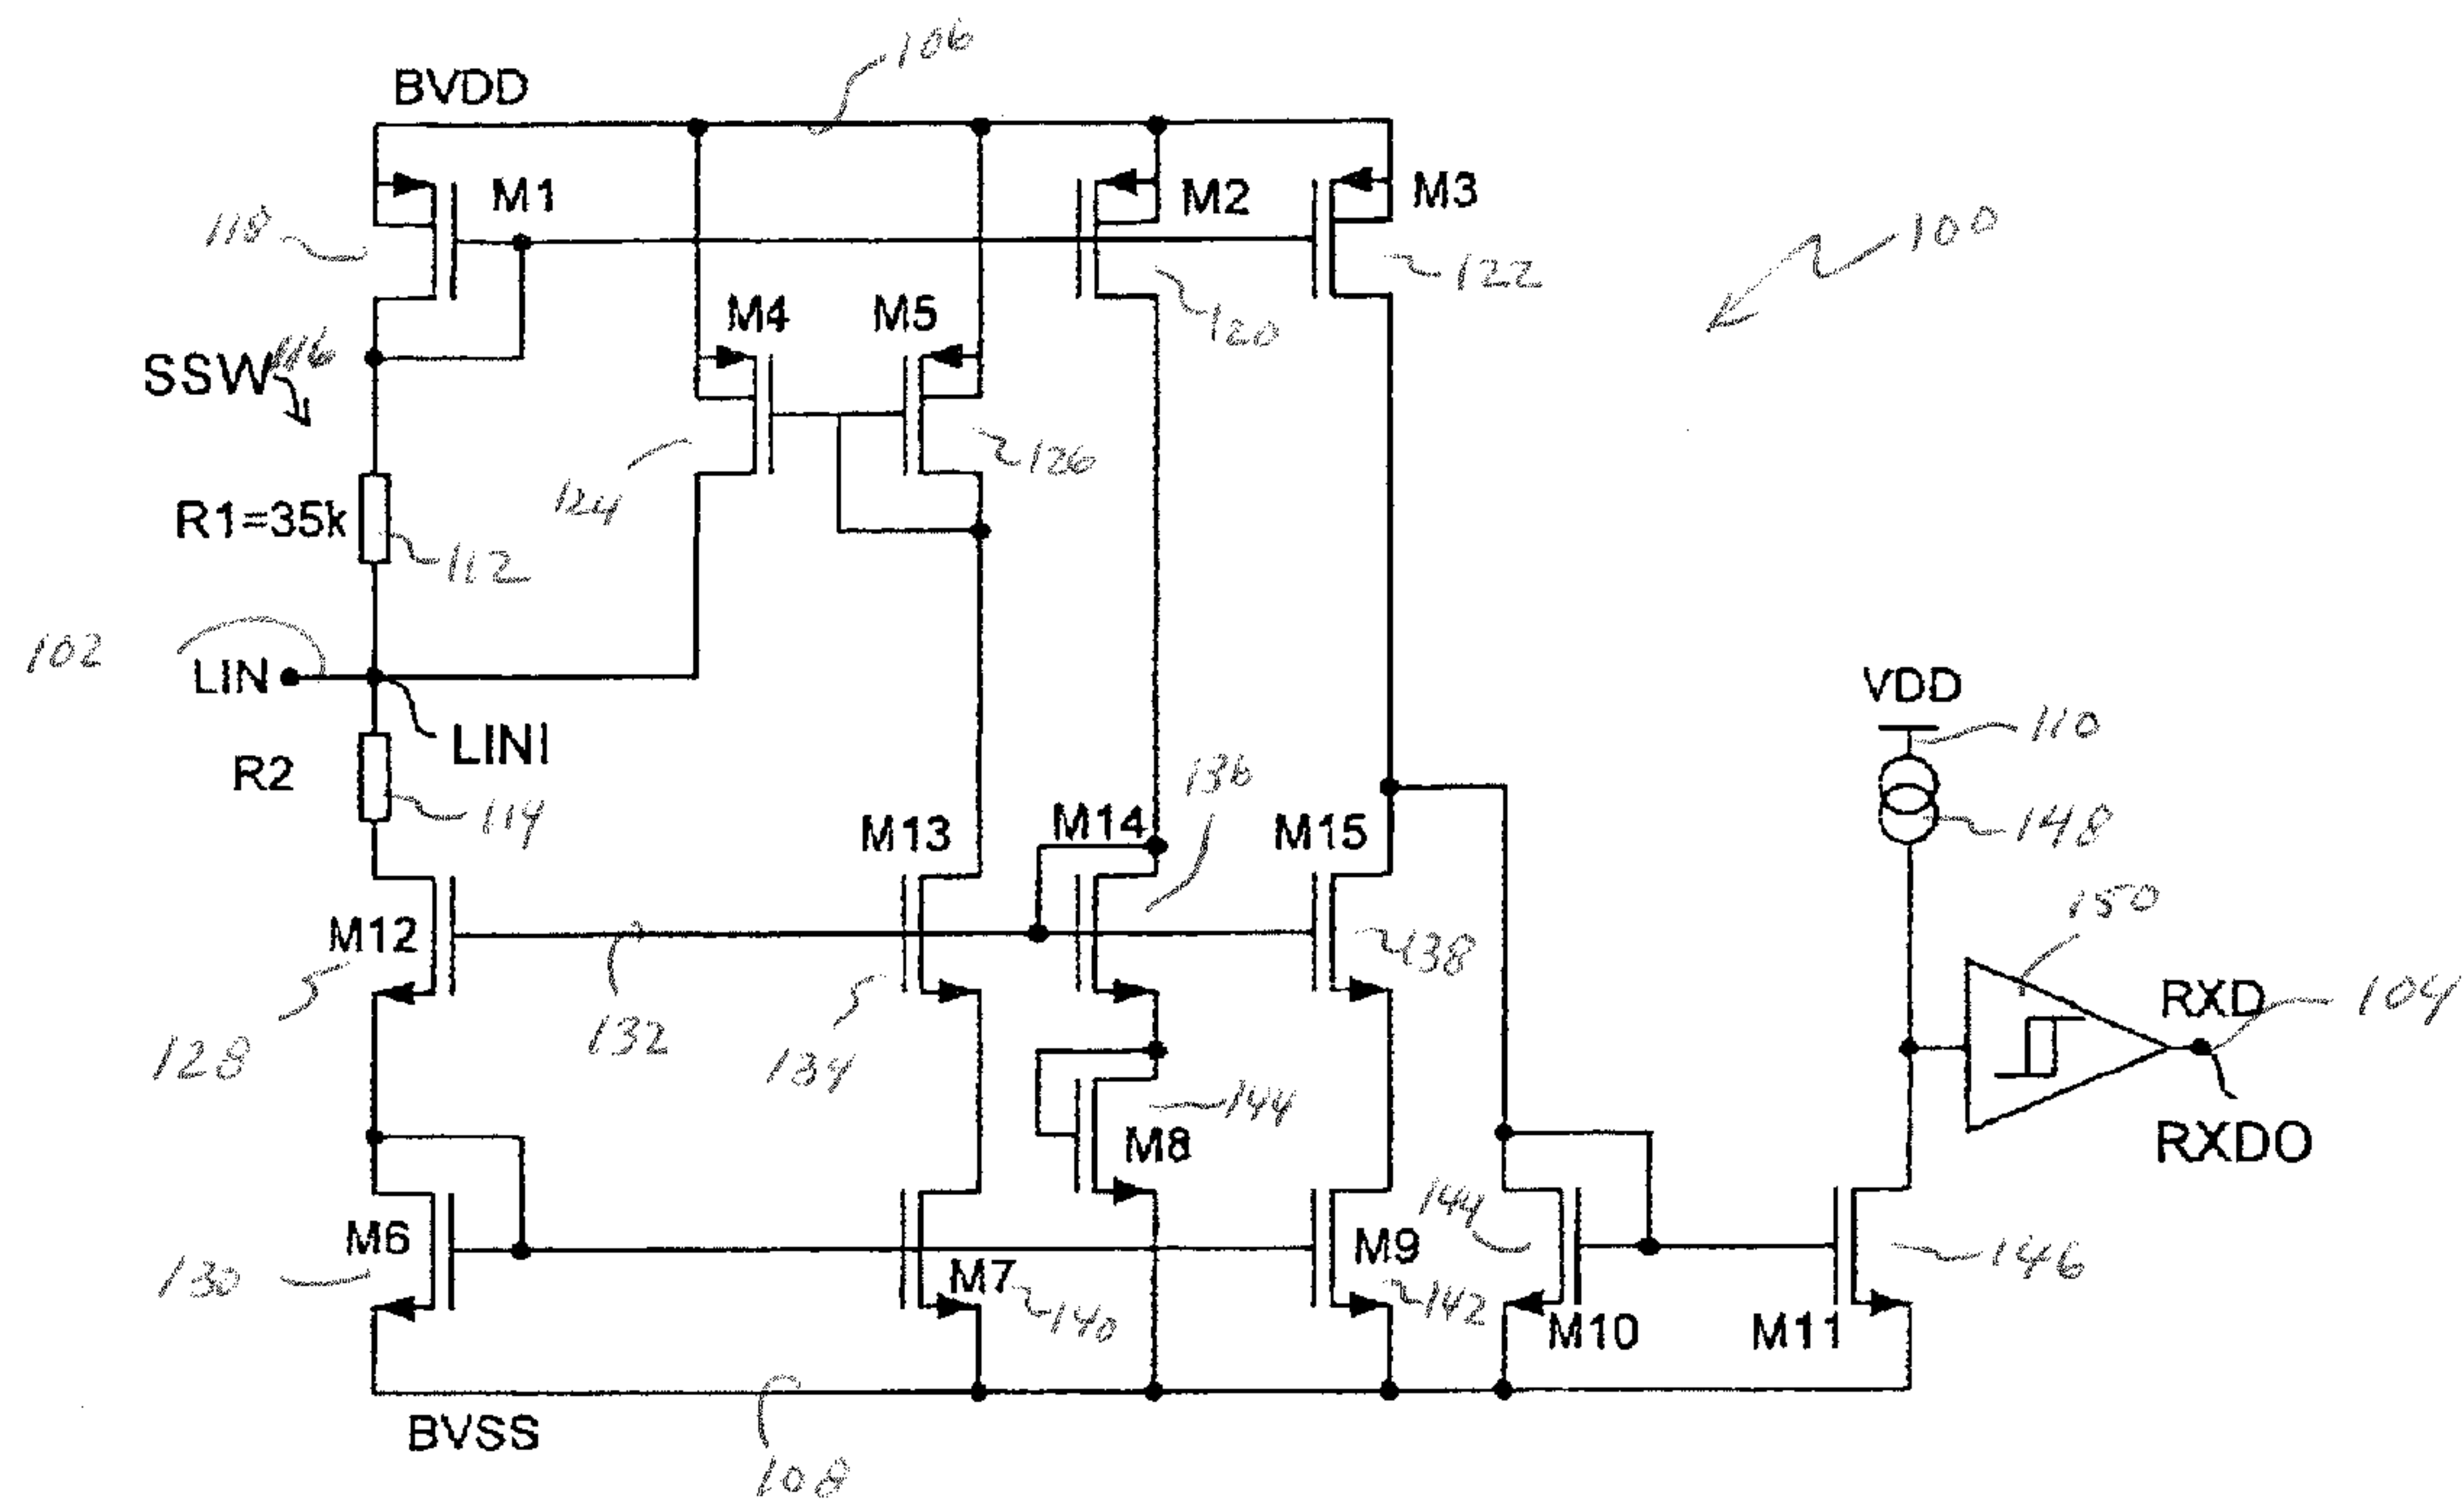 106
BVDD
M1
M2
M3
118
100
122
120
M4
M5
SSW
116
126
124
R1=35k
112
102
LIN
VDD
110
LINI
R2
114
136
148
M13
M14
M15
150
M12
138
RXD
104
132
134
128
144
M8
RXDO
M6
144
M9
146
130
M7
140
142
M10
M11
BVSS
108